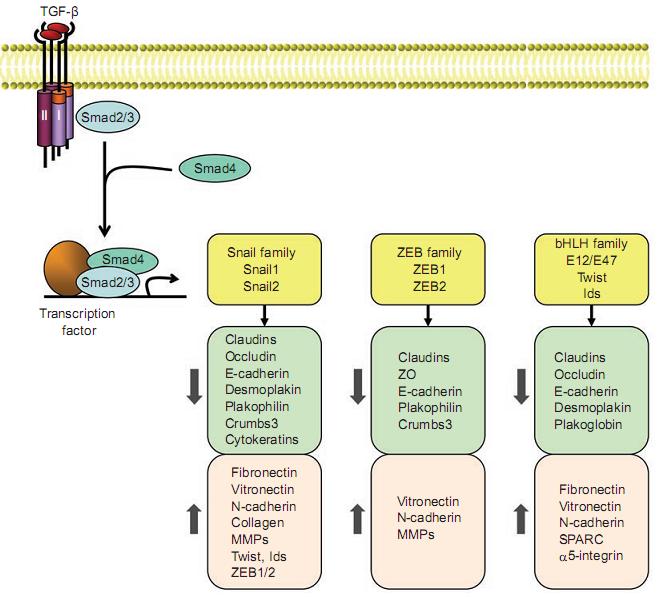 TGF-β
II
I
Smad2/3
Smad4
Smad4
Smad2/3
Transcription
factor
Snail family
Snail1
Snail2
Claudins
Occludin
E-cadherin
Desmoplakin
Plakophilin
Crumbs3
Cytokeratins
Fibronectin
Vitronectin
N-cadherin
Collagen
MMPs
Twist, Ids
ZEB1/2
ZEB family
ZEB1
ZEB2
Claudins
ZO
E-cadherin
Plakophilin
Crumbs3
Vitronectin
N-cadherin
MMPs
bHLH family
E12/E47
Twist
Ids
Claudins
Occludin
E-cadherin
Desmoplakin
Plakoglobin
Fibronectin
Vitronectin
N-cadherin
SPARC
α5-integrin